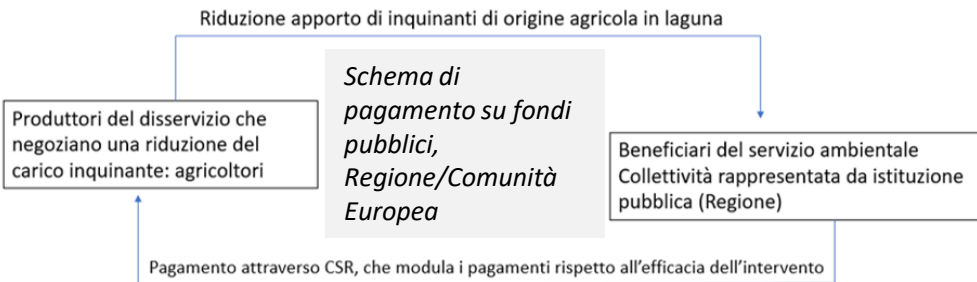 Riduzione apporto di inquinanti di origine agricola in laguna
Schema di
pagamento su fondi
pubblici,
Regione/Comunità
Europea
Produttori del disservizio che
negoziano una riduzione del
carico inquinante: agricoltori
Beneficiari del servizio ambientale
Collettività rappresentata da istituzione
pubblica (Regione)
Pagamento attraverso CSR, che modula i pagamenti rispetto all'efficacia dell'intervento